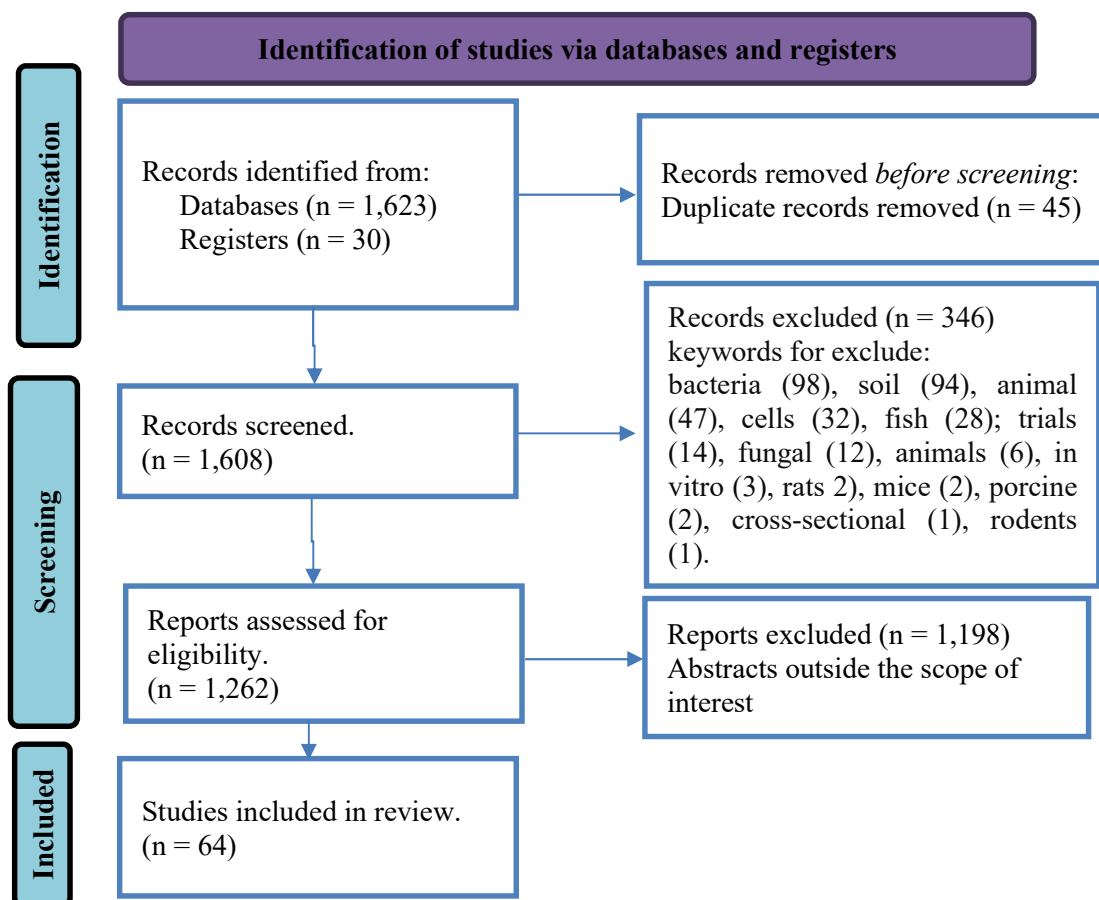 Identification of studies via databases and registers
Identification
Records identified from:
Databases (n = 1,623)
Registers (n = 30)
Records removed before screening:
Duplicate records removed (n = 45)
Screening
Records screened.
(n = 1,608)
Records excluded (n = 346)
keywords for exclude:
bacteria (98), soil (94), animal
(47), cells (32), fish (28); trials
(14), fungal (12), animals (6), in
vitro (3), rats 2), mice (2), porcine
(2), cross-sectional (1), rodents
(1).
Reports assessed for
eligibility.
(n = 1,262)
Reports excluded (n = 1,198)
Abstracts outside the scope of
interest
Included
Studies included in review.
(n = 64)